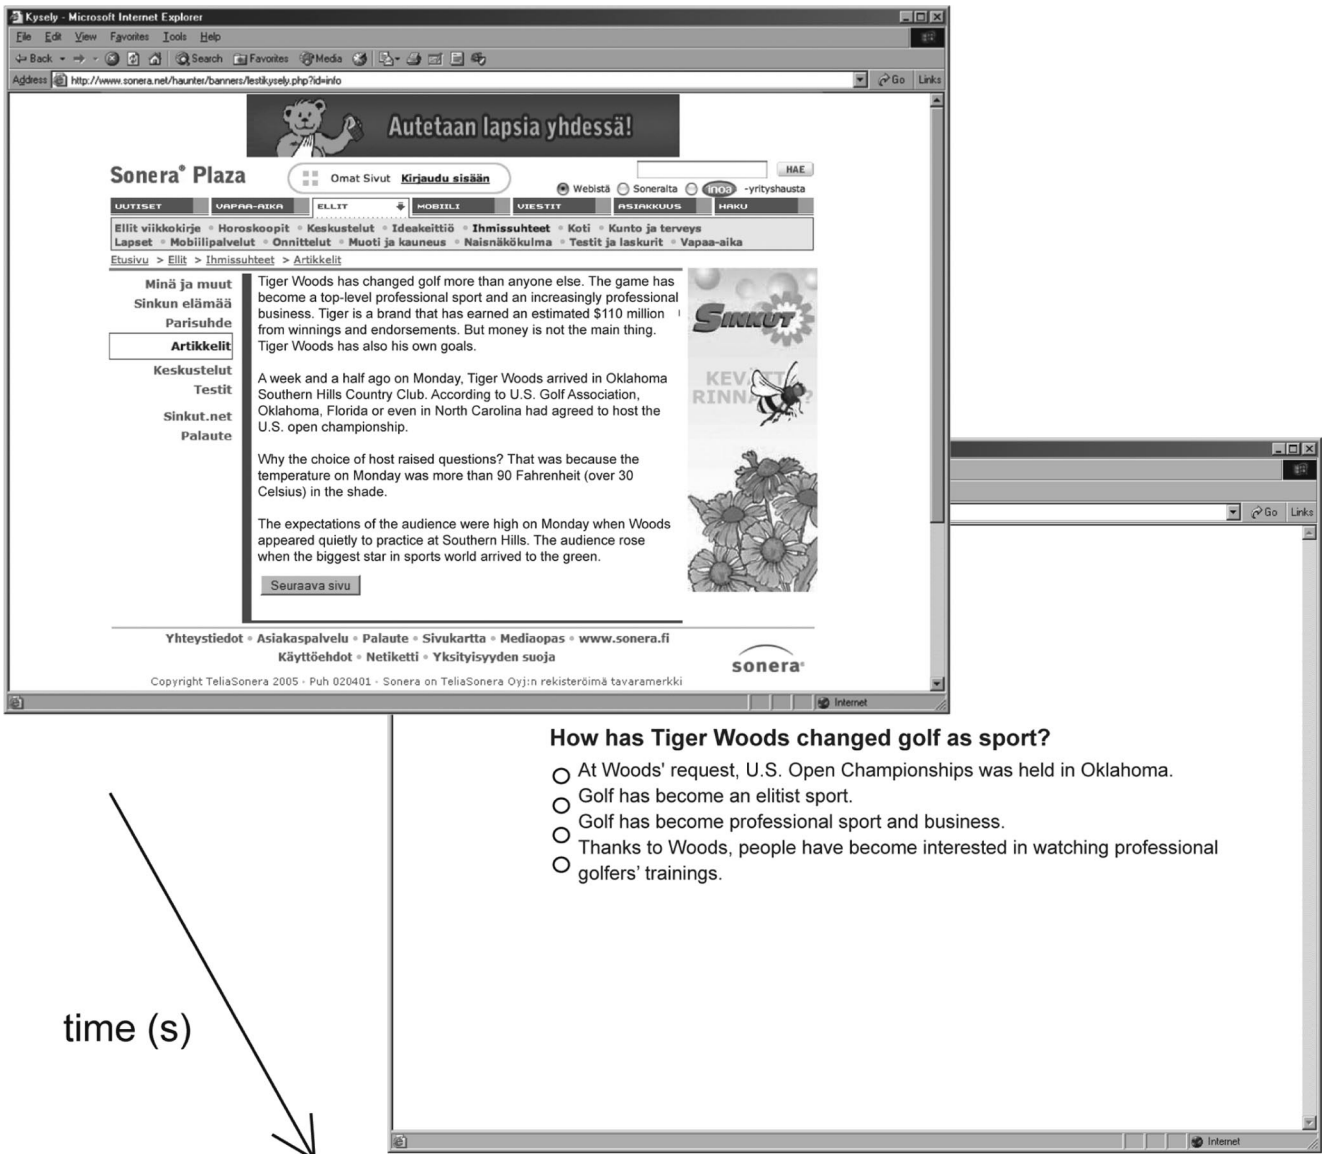 Kysely - Microsoft Internet Explorer
File Edit View Favorites Tools Help
Back Search Favorites Media
Address http://www.sonera.net/haunter/banners/lestikysely.php?id=info Go Links
Autetaan lapsia yhdessä!
Sonera® Plaza
Omat Sivut Kirjaudu sisään
HAE
Webistä Soneralta inoa -yrityshausta
UUTISET VAPAA-AIKA ELLIT MOBIILI VIESTIT ASIAKKUUS HAKU
Ellit viikkokirje • Horoskoopit • Keskustelut • Ideakeittiö • Ihmissuhteet • Koti • Kunto ja terveys
Lapset • Mobiilipalvelut • Onnittelut • Muoti ja kauneus • Naisnäkökulma • Testit ja laskurit • Vapaa-aika
Etusivu > Ellit > Ihmissuhteet > Artikkelit
Minä ja muut
Sinkun elämää
Parisuhde
Artikkelit
Keskustelut
Testit
Sinkut.net
Palaute
Tiger Woods has changed golf more than anyone else. The game has
become a top-level professional sport and an increasingly professional
business. Tiger is a brand that has earned an estimated $110 million
from winnings and endorsements. But money is not the main thing.
Tiger Woods has also his own goals.
A week and a half ago on Monday, Tiger Woods arrived in Oklahoma
Southern Hills Country Club. According to U.S. Golf Association,
Oklahoma, Florida or even in North Carolina had agreed to host the
U.S. open championship.
Why the choice of host raised questions? That was because the
temperature on Monday was more than 90 Fahrenheit (over 30
Celsius) in the shade.
The expectations of the audience were high on Monday when Woods
appeared quietly to practice at Southern Hills. The audience rose
when the biggest star in sports world arrived to the green.
Seuraava sivu
SINKUT
Yhteystiedot • Asiakaspalvelu • Palaute • Sivukartta • Mediaopas • www.sonera.fi
Käyttöehdot • Netiketti • Yksityisyyden suoja
sonera
Copyright TeliaSonera 2005 · Puh 020401 · Sonera on TeliaSonera Oyj:n rekisteröimä tavaramerkki
Internet
Go Links
How has Tiger Woods changed golf as sport?
At Woods' request, U.S. Open Championships was held in Oklahoma.
Golf has become an elitist sport.
Golf has become professional sport and business.
Thanks to Woods, people have become interested in watching professional
golfers' trainings.
Internet
time (s)